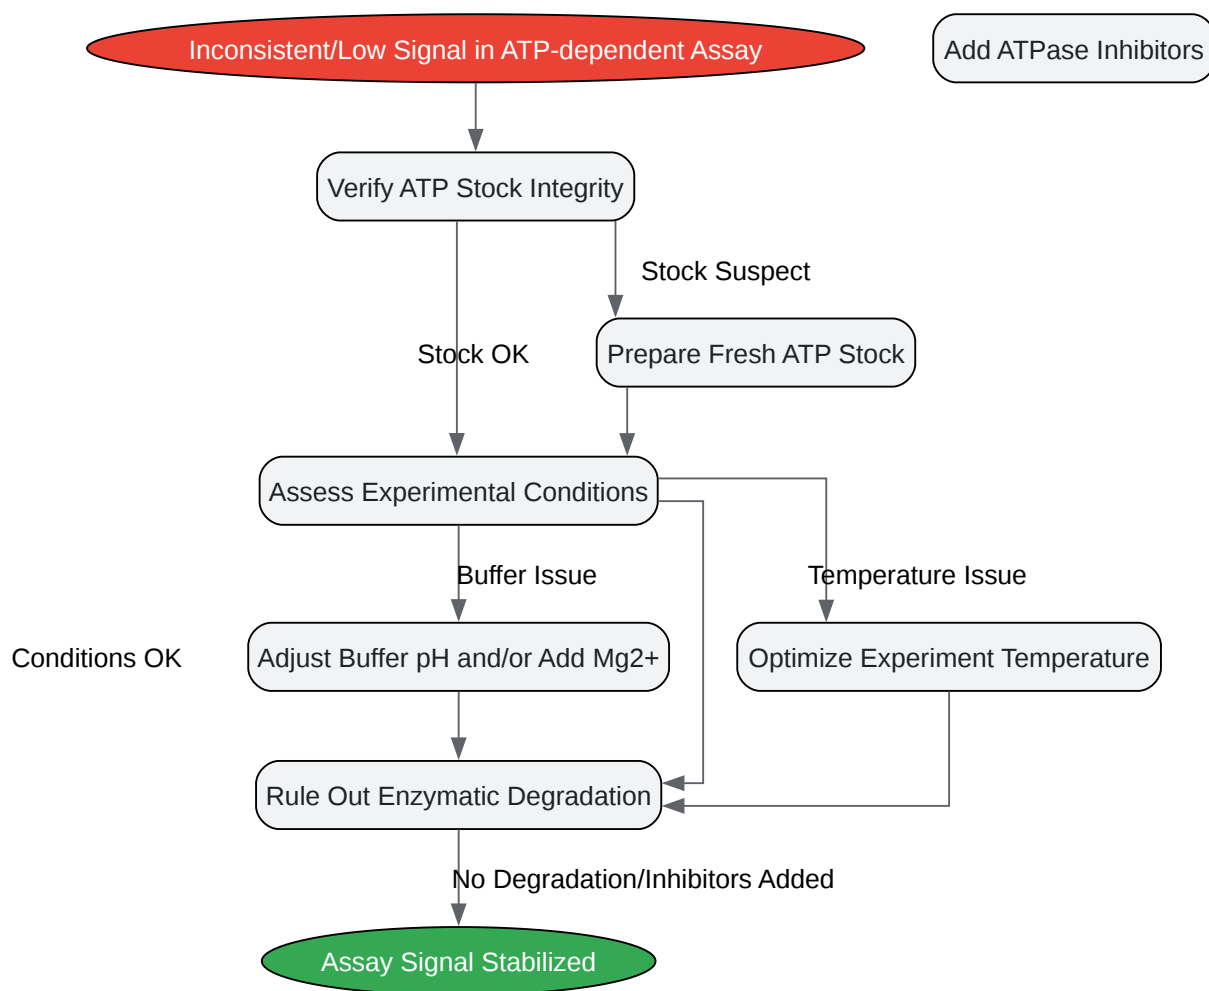 Inconsistent/Low Signal in ATP-dependent Assay
Add ATPase Inhibitors
Verify ATP Stock Integrity
Stock Suspect
Stock OK
Prepare Fresh ATP Stock
Assess Experimental Conditions
Buffer Issue
Temperature Issue
Conditions OK
Adjust Buffer pH and/or Add Mg2+
Optimize Experiment Temperature
Rule Out Enzymatic Degradation
No Degradation/Inhibitors Added
Assay Signal Stabilized